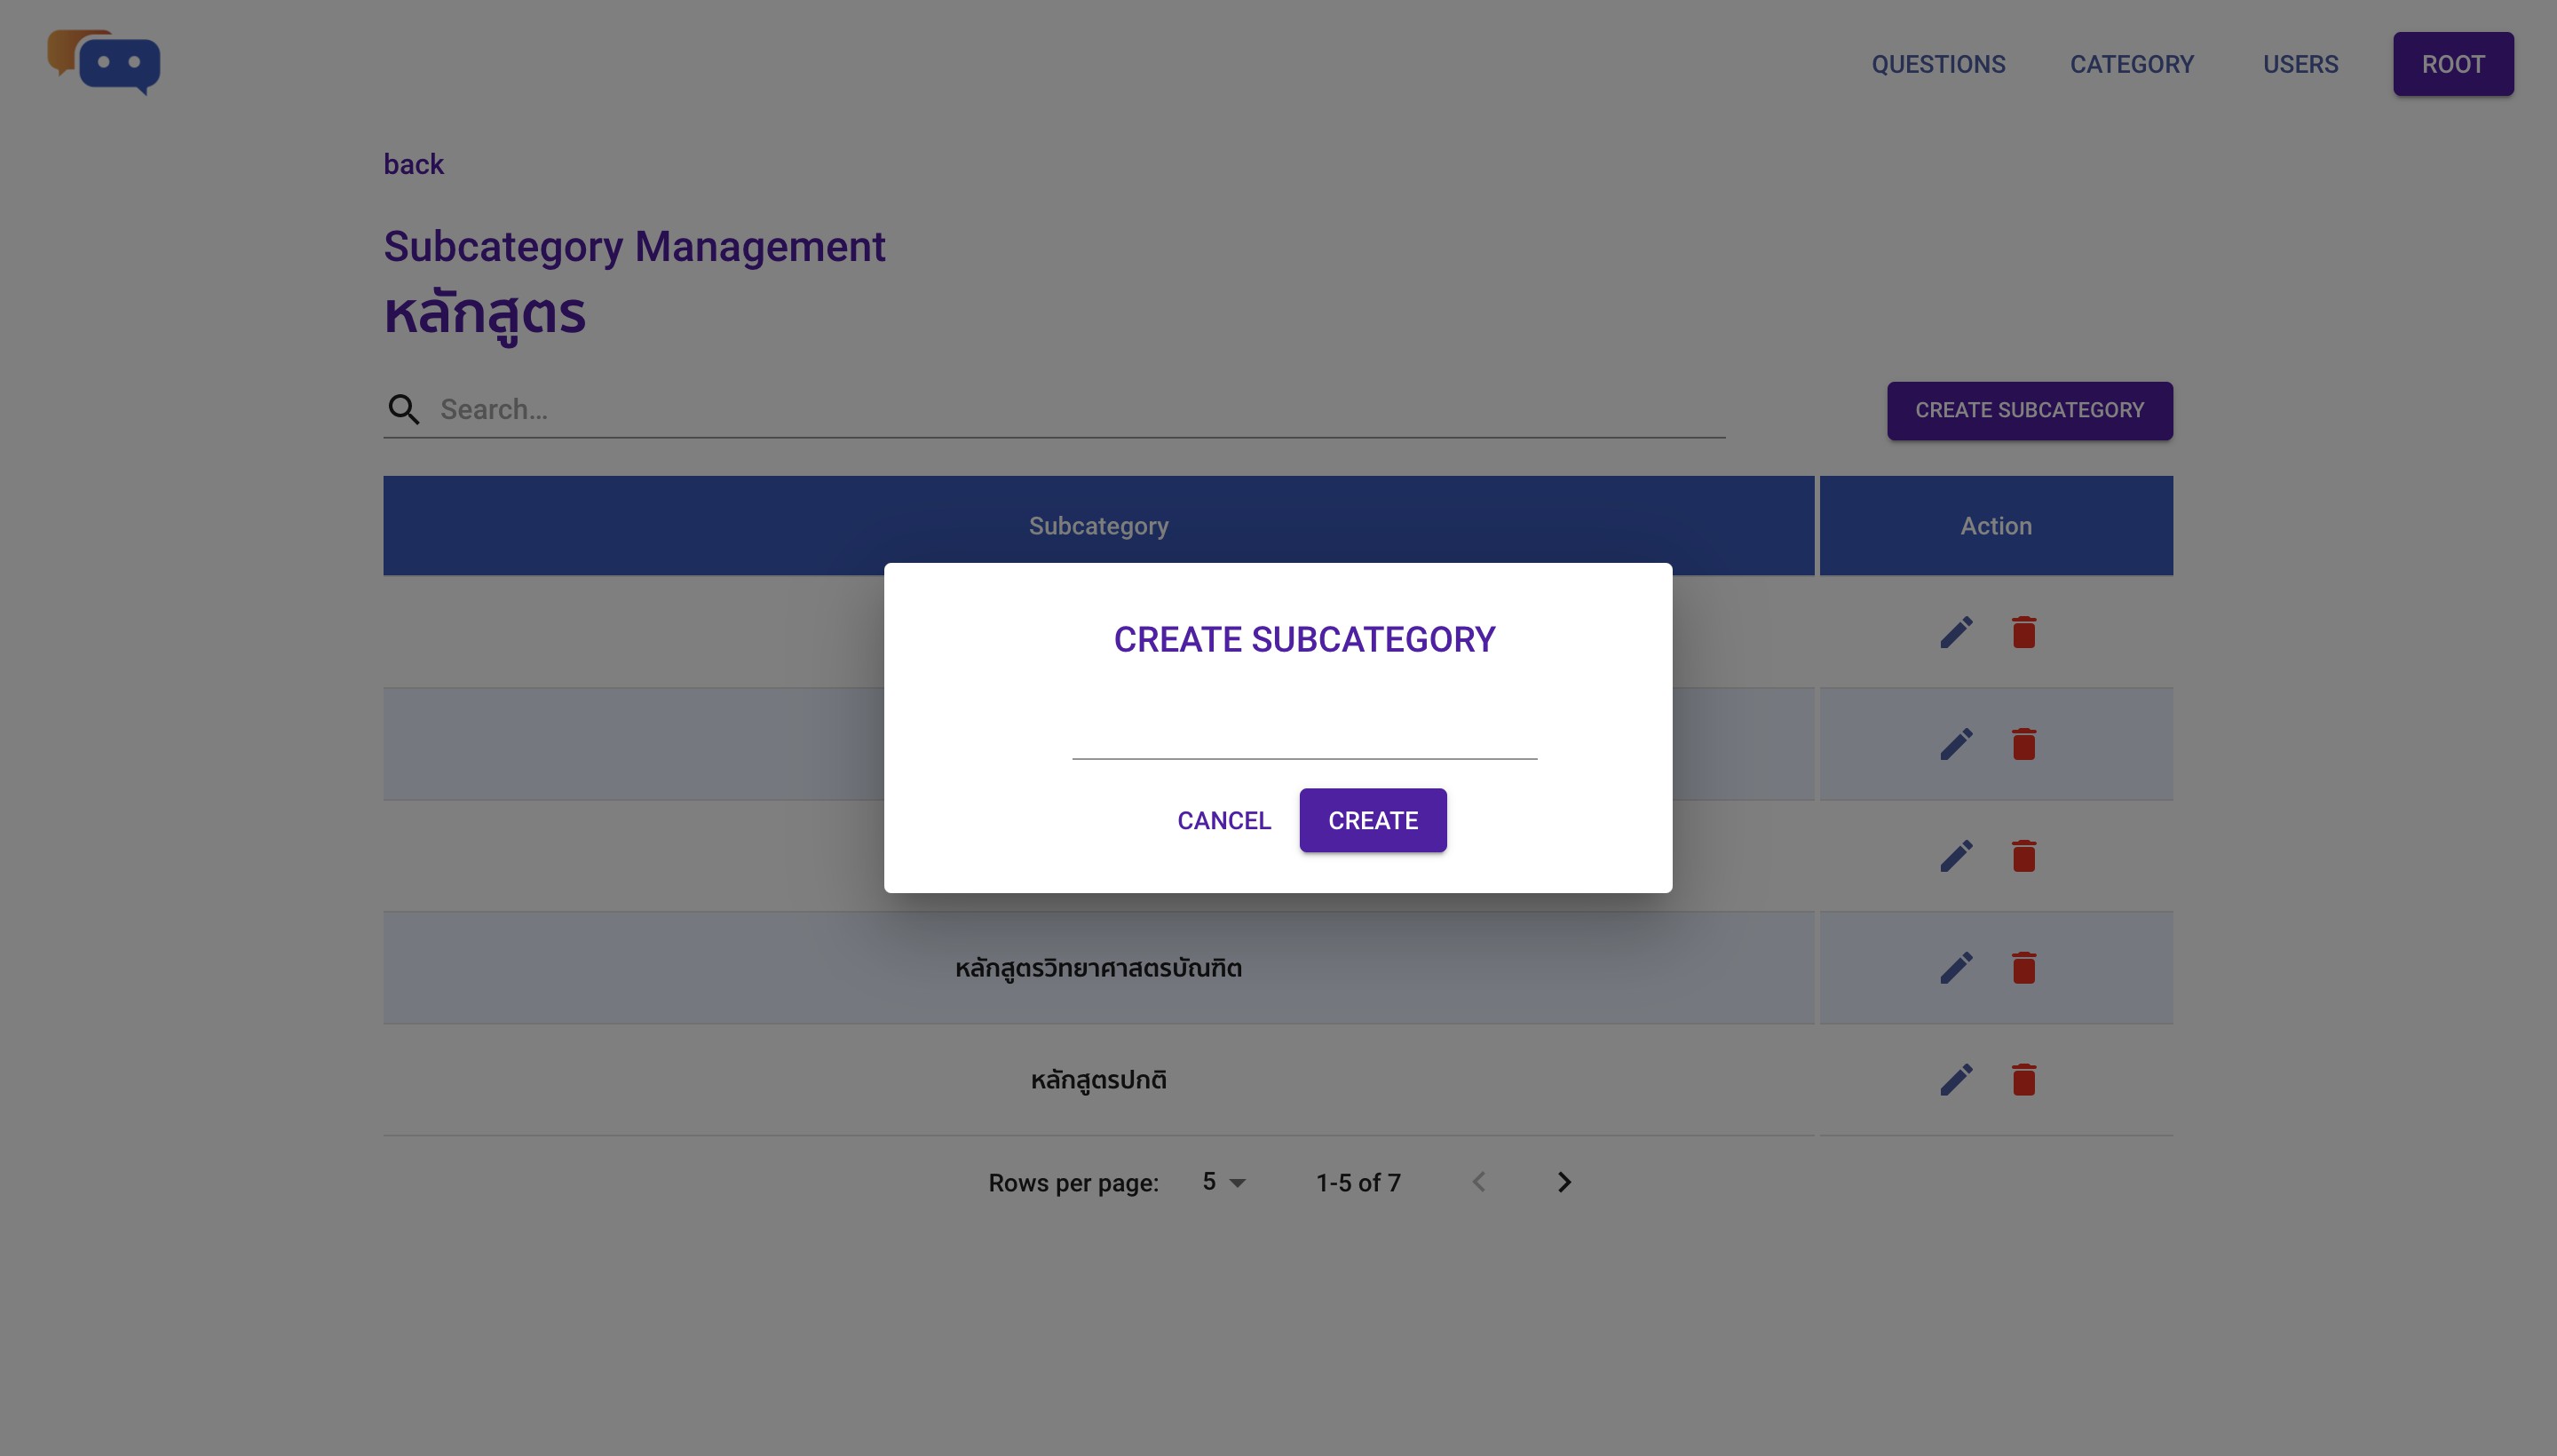 QUESTIONS CATEGORY USERS ROOT
back
Subcategory Management
หลักสูตร
Search...
CREATE SUBCATEGORY
Subcategory Action
CREATE SUBCATEGORY
CANCEL CREATE
หลักสูตรวิทยาศาสตรบัณฑิต
หลักสูตรปกติ
Rows per page: 5 1-5 of 7